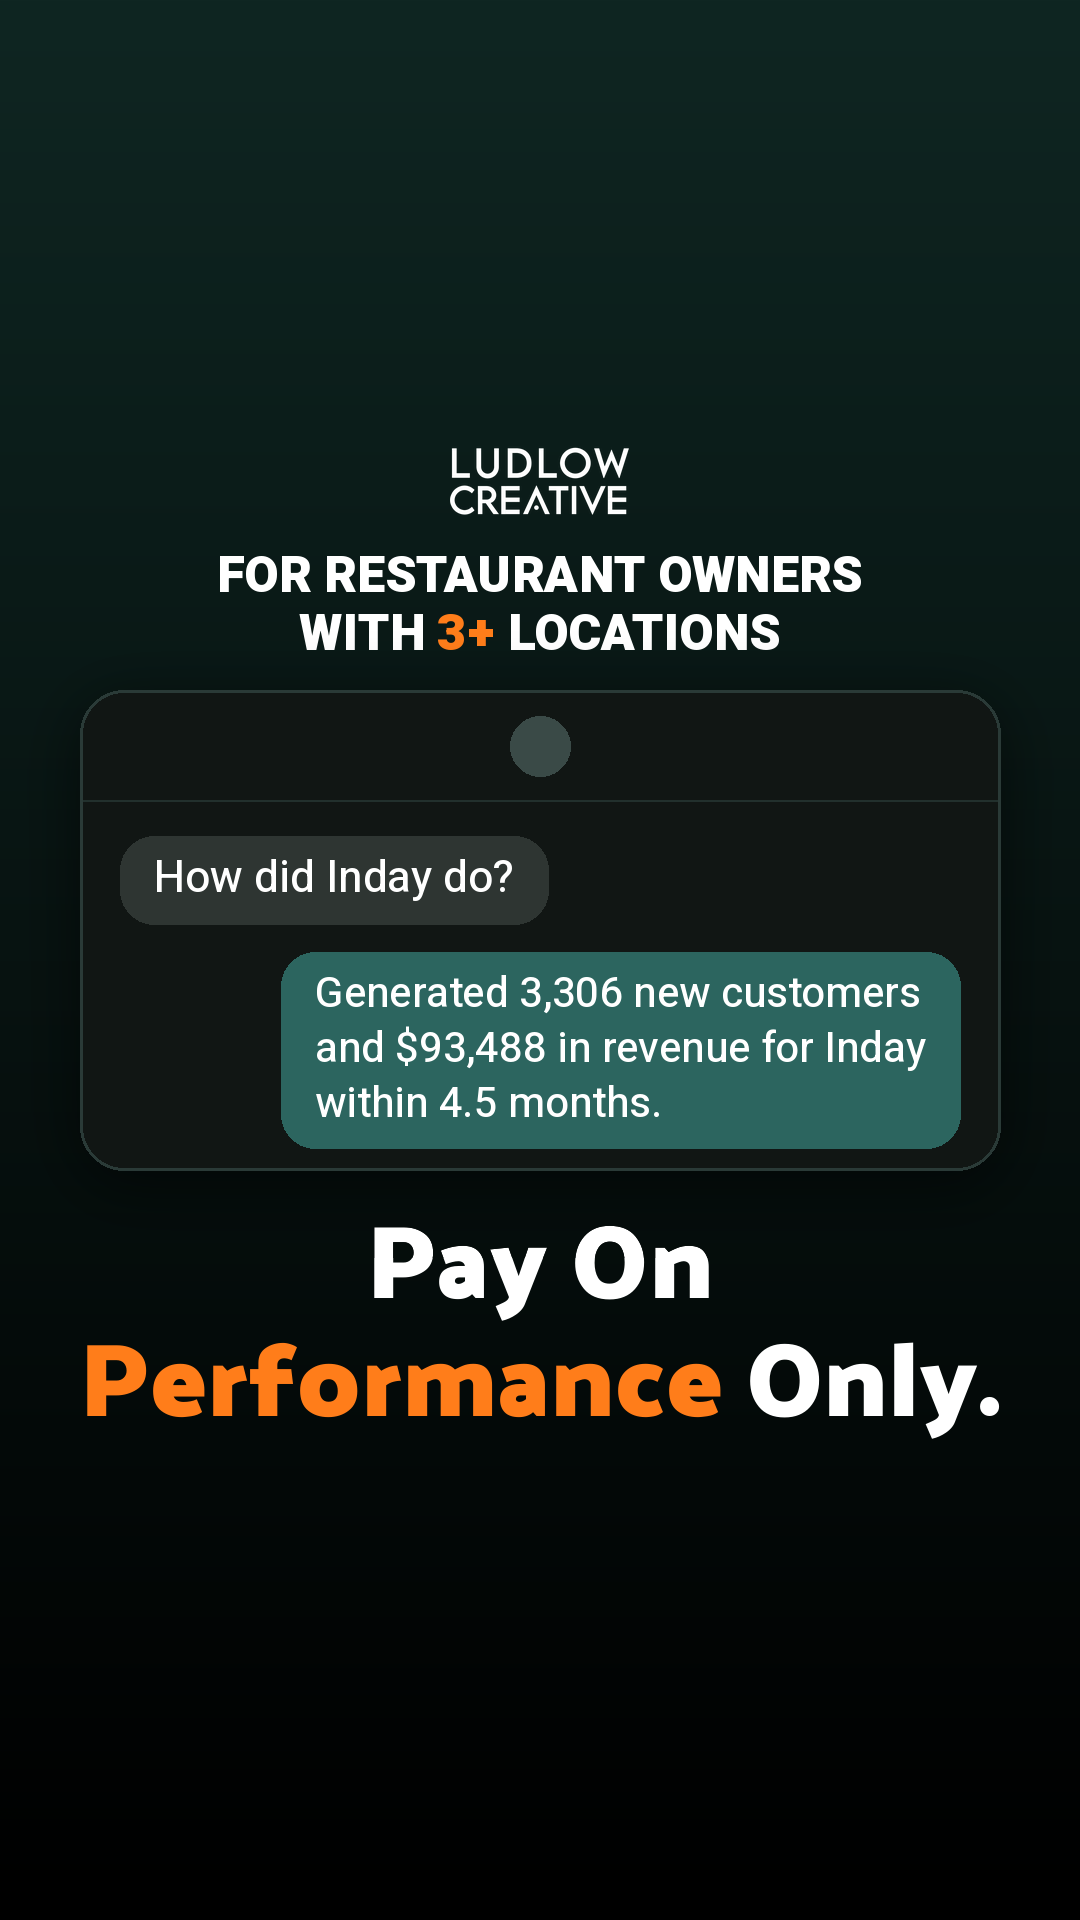 LUDLOW
CREATIVE
FOR RESTAURANT OWNERS
WITH 3+ LOCATIONS
How did Inday do?
Generated 3,306 new customers
and $93,488 in revenue for Inday
within 4.5 months.
Pay On
Performance Only.